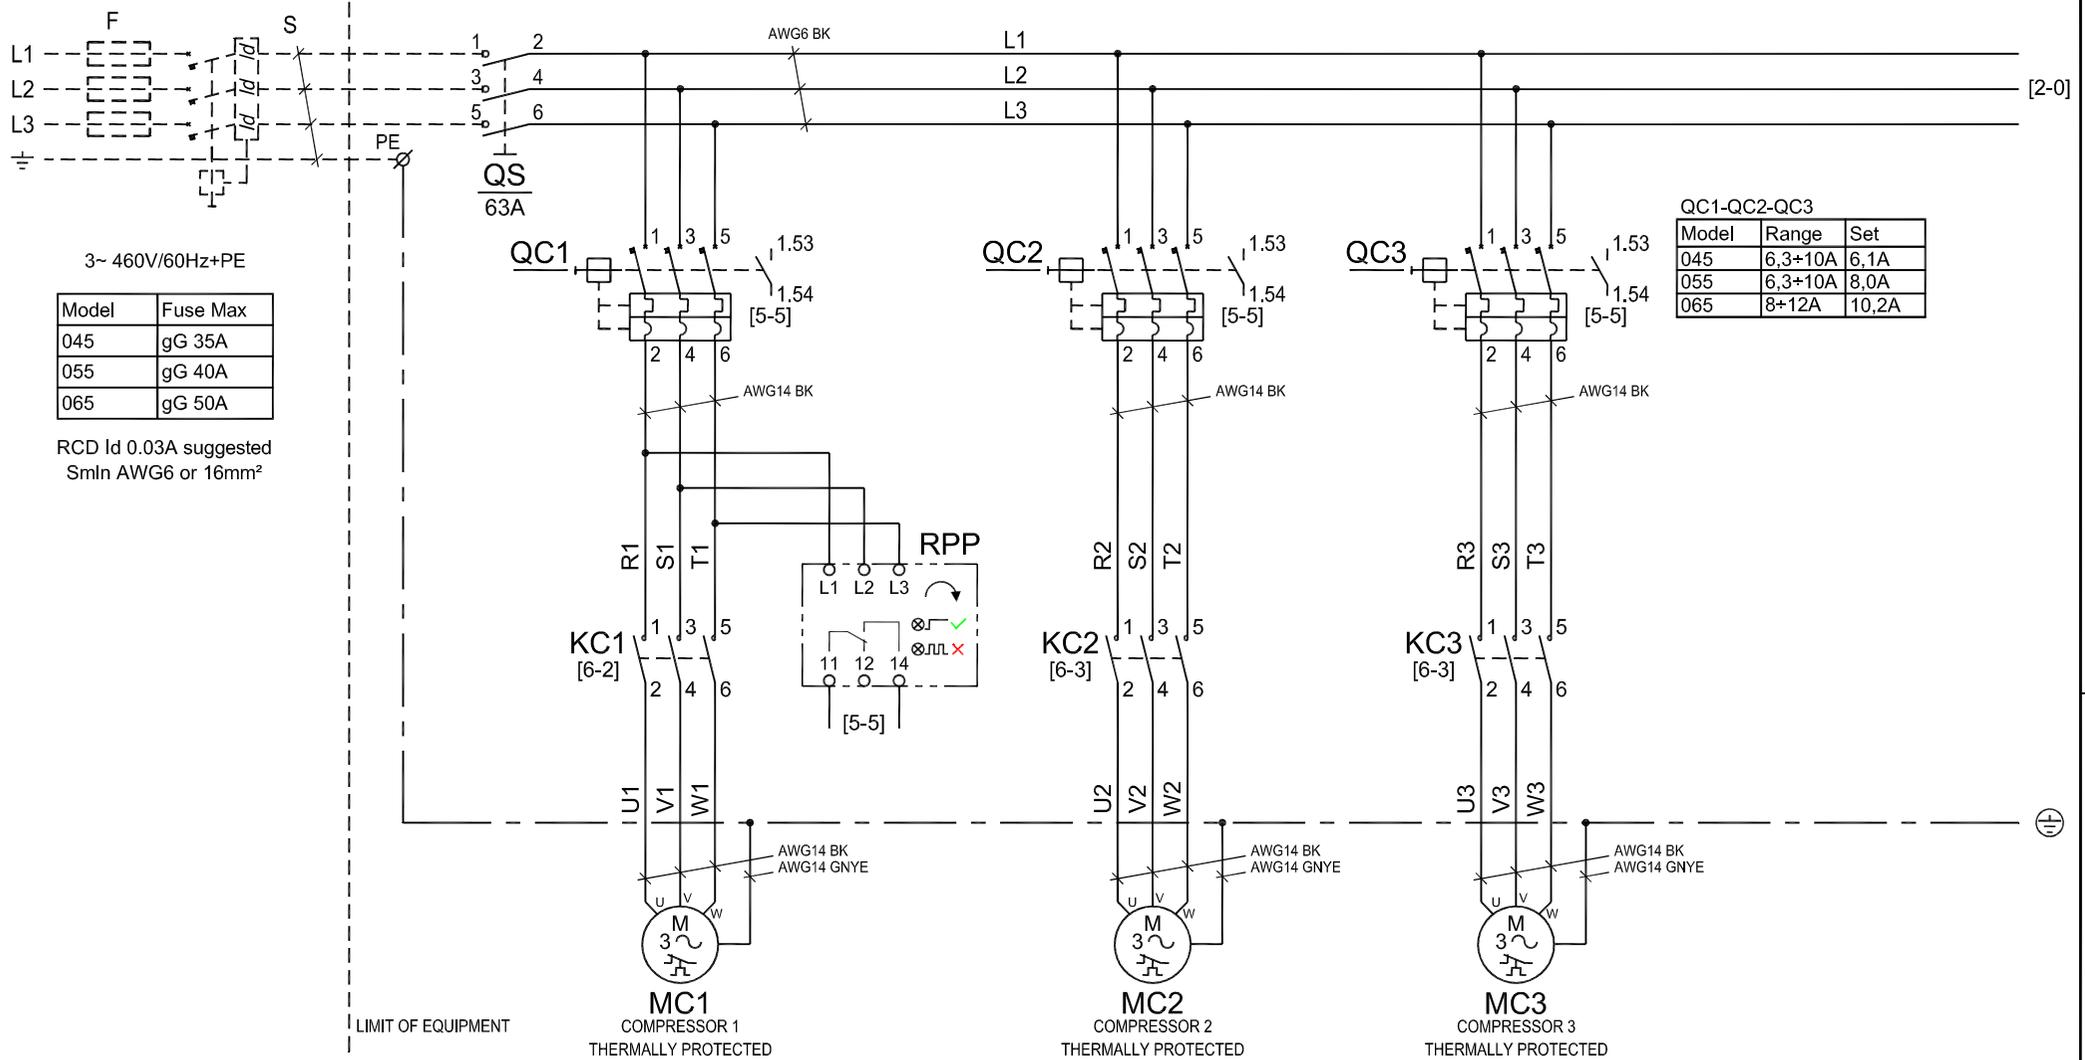 F
S
L1
L2
L3
Id
Id
Id
PE
1 2
3 4
5 6
QS
63A
AWG6 BK
L1
L2
L3
[2-0]
3~ 460V/60Hz+PE
Model Fuse Max
045 gG 35A
055 gG 40A
065 gG 50A
RCD Id 0.03A suggested
SmIn AWG6 or 16mm²
QC1
1 3 5
1.53
1.54
[5-5]
2 4 6
AWG14 BK
QC2
1 3 5
1.53
1.54
[5-5]
2 4 6
AWG14 BK
QC3
1 3 5
1.53
1.54
[5-5]
2 4 6
AWG14 BK
QC1-QC2-QC3
Model Range Set
045 6,3÷10A 6,1A
055 6,3÷10A 8,0A
065 8÷12A 10,2A
R1 S1 T1
RPP
L1 L2 L3
11 12 14
[5-5]
R2 S2 T2
R3 S3 T3
KC1
[6-2]
1 3 5
2 4 6
KC2
[6-3]
1 3 5
2 4 6
KC3
[6-3]
1 3 5
2 4 6
U1 V1 W1
U2 V2 W2
U3 V3 W3
AWG14 BK
AWG14 GNYE
AWG14 BK
AWG14 GNYE
AWG14 BK
AWG14 GNYE
U V W
M
3
U V W
M
3
U V W
M
3
LIMIT OF EQUIPMENT
MC1
COMPRESSOR 1
THERMALLY PROTECTED
MC2
COMPRESSOR 2
THERMALLY PROTECTED
MC3
COMPRESSOR 3
THERMALLY PROTECTED